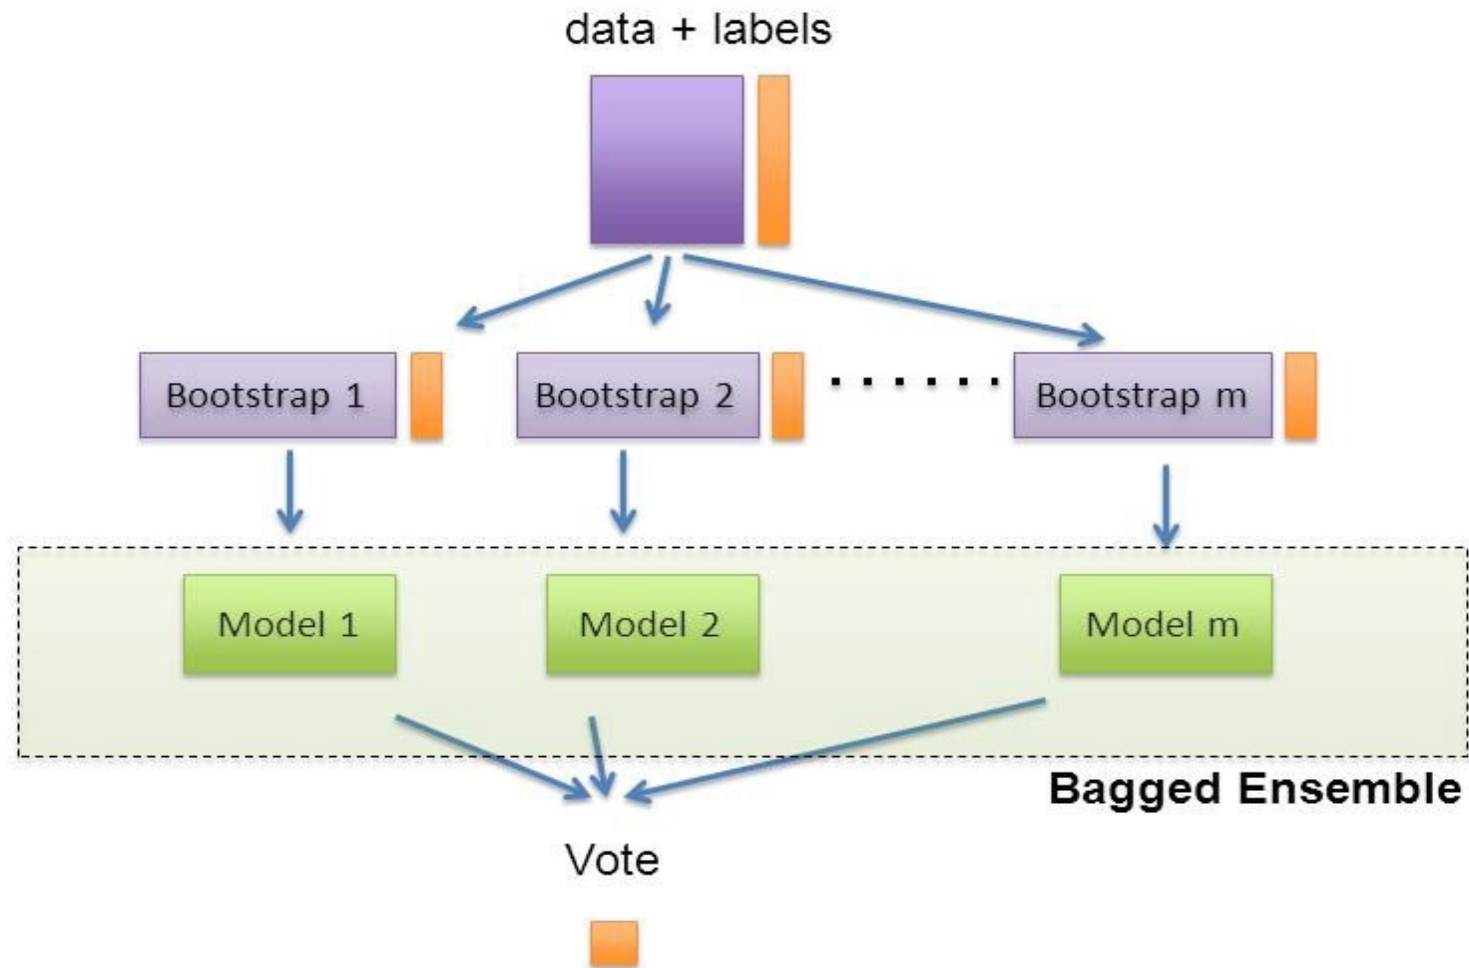 data + labels
Bootstrap 1
Bootstrap 2
......
Bootstrap m
Model 1
Model 2
Model m
Bagged Ensemble
Vote